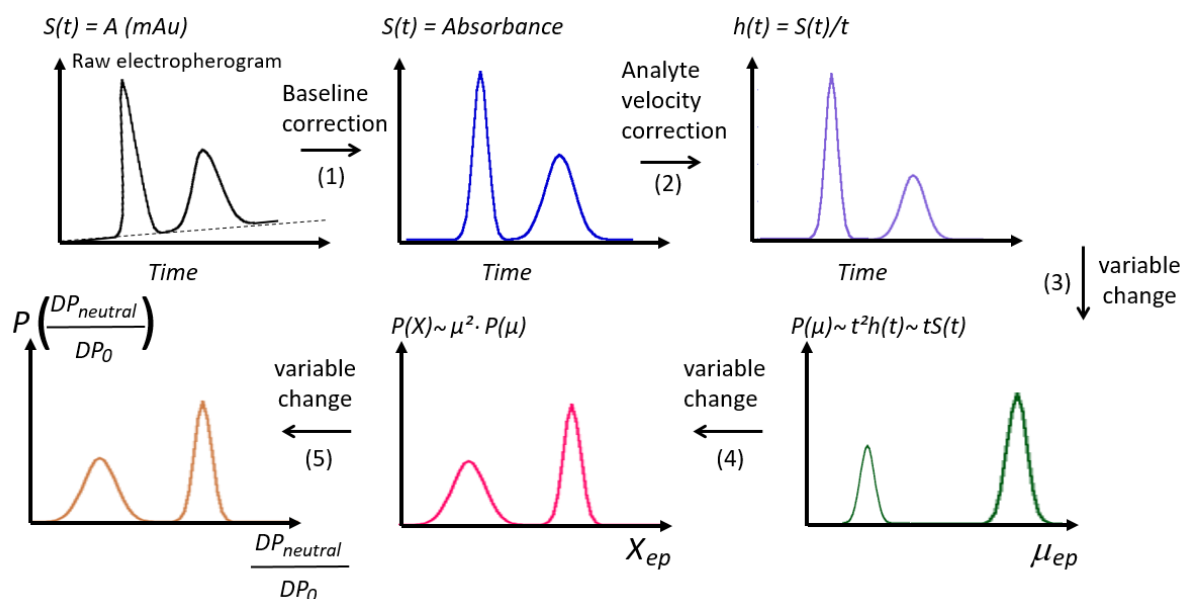 S(t) = A (mAu)
Raw electropherogram
Time
Baseline
correction
(1)
S(t) = Absorbance
Time
Analyte
velocity
correction
(2)
h(t) = S(t)/t
Time
(3)
variable
change
P(μ)~ t²h(t)~ tS(t)
μep
variable
change
(4)
P(X)~ μ²· P(μ)
Xep
variable
change
(5)
P(DPneutral/DP0)
DPneutral
DP0